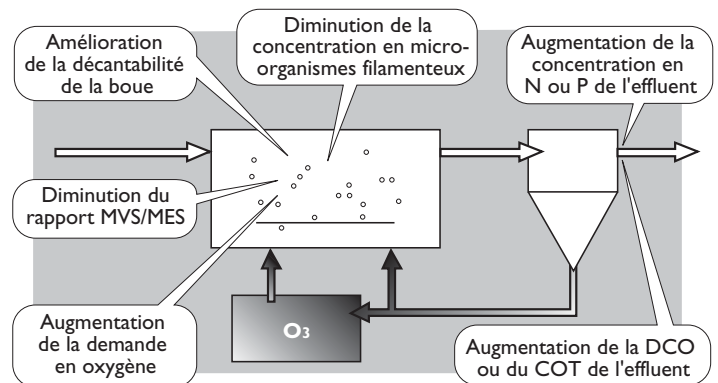 Amélioration
de la décantabilité
de la boue
Diminution de la
concentration en micro-
organismes filamenteux
Augmentation de la
concentration en
N ou P de l'effluent
Diminution du
rapport MVS/MES
Augmentation
de la demande
en oxygène
O3
Augmentation de la DCO
ou du COT de l'effluent